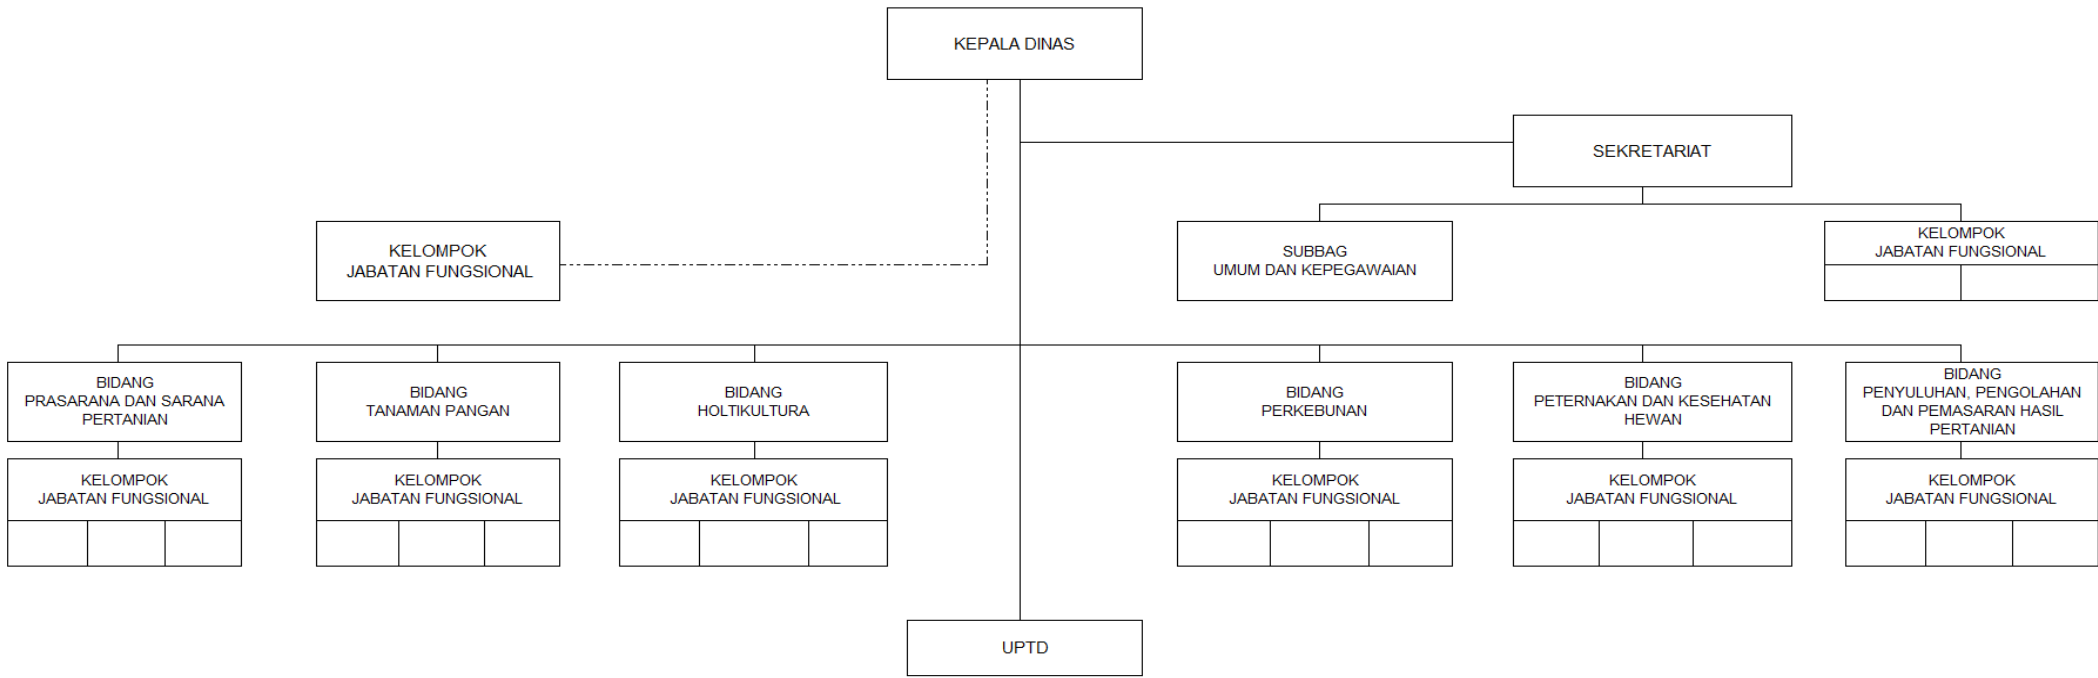 KEPALA DINAS
SEKRETARIAT
KELOMPOK
JABATAN FUNGSIONAL
SUBBAG
UMUM DAN KEPEGAWAIAN
KELOMPOK
JABATAN FUNGSIONAL
BIDANG
PRASARANA DAN SARANA
PERTANIAN
BIDANG
TANAMAN PANGAN
BIDANG
HOLTIKULTURA
BIDANG
PERKEBUNAN
BIDANG
PETERNAKAN DAN KESEHATAN
HEWAN
BIDANG
PENYULUHAN, PENGOLAHAN
DAN PEMASARAN HASIL
PERTANIAN
KELOMPOK
JABATAN FUNGSIONAL
KELOMPOK
JABATAN FUNGSIONAL
KELOMPOK
JABATAN FUNGSIONAL
KELOMPOK
JABATAN FUNGSIONAL
KELOMPOK
JABATAN FUNGSIONAL
KELOMPOK
JABATAN FUNGSIONAL
UPTD